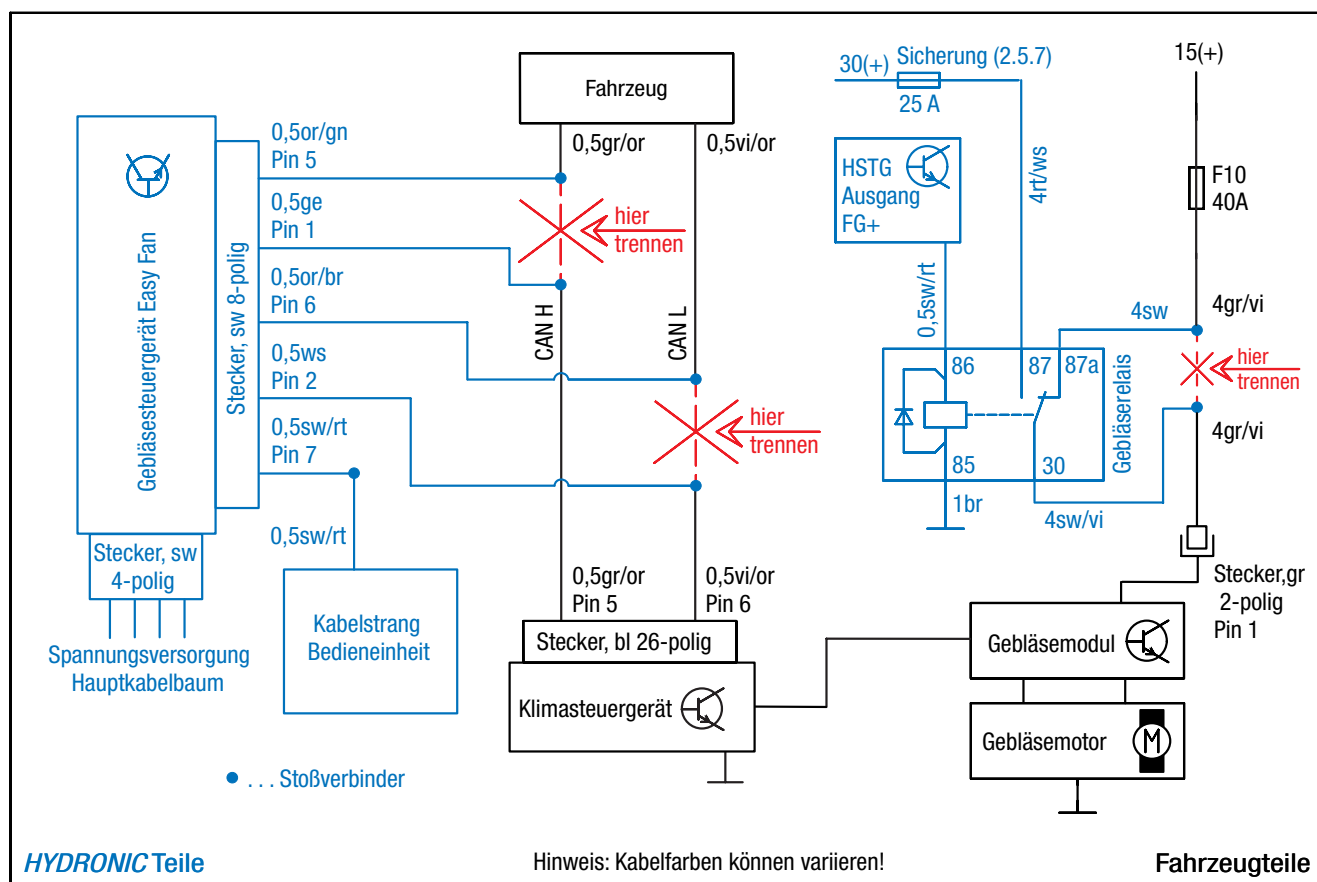 Fahrzeug
0,5gr/or
0,5vi/or
Gebläsesteuergerät Easy Fan
Stecker, sw 8-polig
0,5or/gn
Pin 5
0,5ge
Pin 1
0,5or/br
Pin 6
0,5ws
Pin 2
0,5sw/rt
Pin 7
0,5sw/rt
Stecker, sw
4-polig
Spannungsversorgung
Hauptkabelbaum
Kabelstrang
Bedieneinheit
hier
trennen
CAN H
CAN L
hier
trennen
0,5gr/or
Pin 5
0,5vi/or
Pin 6
Stecker, bl 26-polig
Klimasteuergerät
30(+)
Sicherung (2.5.7)
25 A
HSTG
Ausgang
FG+
0,5sw/rt
4rt/ws
15(+)
F10
40A
4sw
4gr/vi
86
87
87a
85
30
Gebläserelais
hier
trennen
4gr/vi
1br
4sw/vi
Stecker,gr
2-polig
Pin 1
Gebläsemodul
Gebläsemotor
M
... Stoßverbinder
HYDRONIC Teile
Hinweis: Kabelfarben können variieren!
Fahrzeugteile